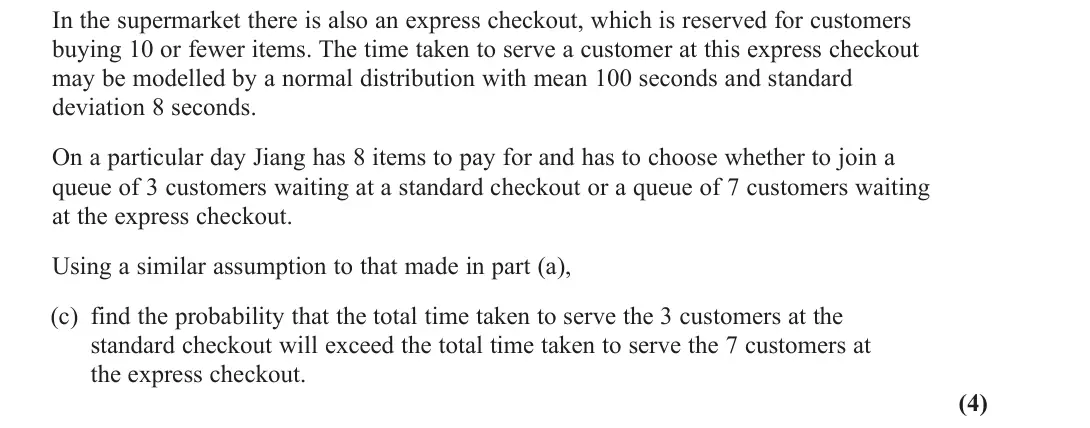 In the supermarket there is also an express checkout, which is reserved for customers
buying 10 or fewer items. The time taken to serve a customer at this express checkout
may be modelled by a normal distribution with mean 100 seconds and standard
deviation 8 seconds.
On a particular day Jiang has 8 items to pay for and has to choose whether to join a
queue of 3 customers waiting at a standard checkout or a queue of 7 customers waiting
at the express checkout.
Using a similar assumption to that made in part (a),
(c) find the probability that the total time taken to serve the 3 customers at the
standard checkout will exceed the total time taken to serve the 7 customers at
the express checkout.
(4)